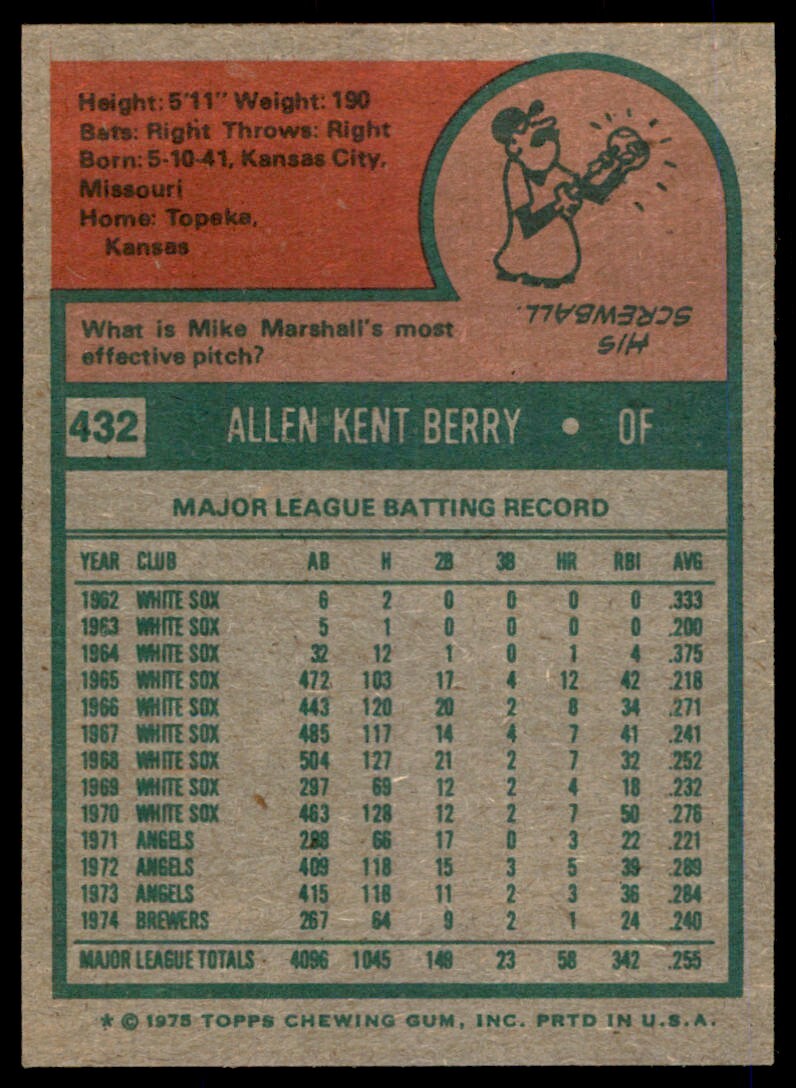 Height: 5'11" Weight: 190
Bats: Right Throws: Right
Born: 5-10-41, Kansas City,
Missouri
Home: Topeka,
Kansas
What is Mike Marshall's most
effective pitch?
HIS
SCREWBALL.
432 ALLEN KENT BERRY • OF
MAJOR LEAGUE BATTING RECORD
YEAR CLUB AB H 2B 3B HR RBI AVG
1962 WHITE SOX 6 2 0 0 0 0 .333
1963 WHITE SOX 5 1 0 0 0 0 .200
1964 WHITE SOX 32 12 1 0 1 4 .375
1965 WHITE SOX 472 103 17 4 12 42 .218
1966 WHITE SOX 443 120 20 2 8 34 .271
1967 WHITE SOX 485 117 14 4 7 41 .241
1968 WHITE SOX 504 127 21 2 7 32 .252
1969 WHITE SOX 297 69 12 2 4 18 .232
1970 WHITE SOX 463 128 12 2 7 50 .276
1971 ANGELS 298 66 17 0 3 22 .221
1972 ANGELS 409 118 15 3 5 39 .289
1973 ANGELS 415 118 11 2 3 36 .284
1974 BREWERS 267 64 9 2 1 24 .240
MAJOR LEAGUE TOTALS 4096 1045 149 23 58 342 .255
* © 1975 TOPPS CHEWING GUM, INC. PRTD IN U.S.A.